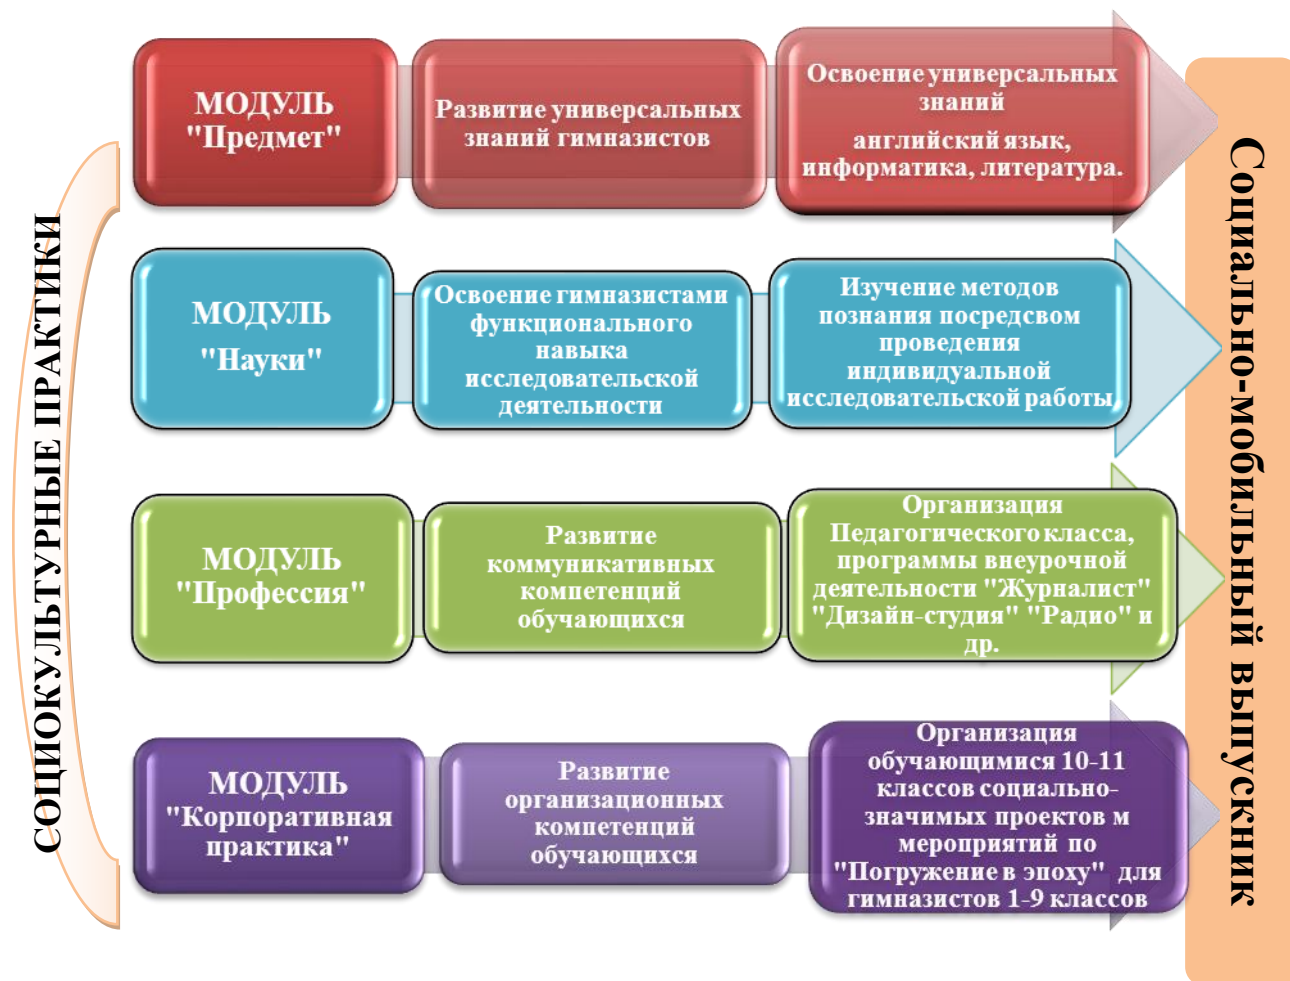 СОЦИОКУЛЬТУРНЫЕ ПРАКТИКИ
МОДУЛЬ
"Предмет"
Развитие универсальных
знаний гимназистов
Освоение универсальных
знаний
английский язык,
информатика, литература.
МОДУЛЬ
"Науки"
Освоение гимназистами
функционального
навыка
исследовательской
деятельности
Изучение методов
познания посредсвом
проведения
индивидуальной
исследовательской работы.
МОДУЛЬ
"Профессия"
Развитие
коммуникативных
компетенций
обучающихся
Организация
Педагогического класса,
программы внеурочной
деятельности "Журналист"
"Дизайн-студия" "Радио" и
др.
МОДУЛЬ
"Корпоративная
практика"
Развитие
организационных
компетенций
обучающихся
Организация
обучающимися 10-11
классов социально-
значимых проектов м
мероприятий по
"Погружение в эпоху" для
гимназистов 1-9 классов
Социально-мобильный выпускник